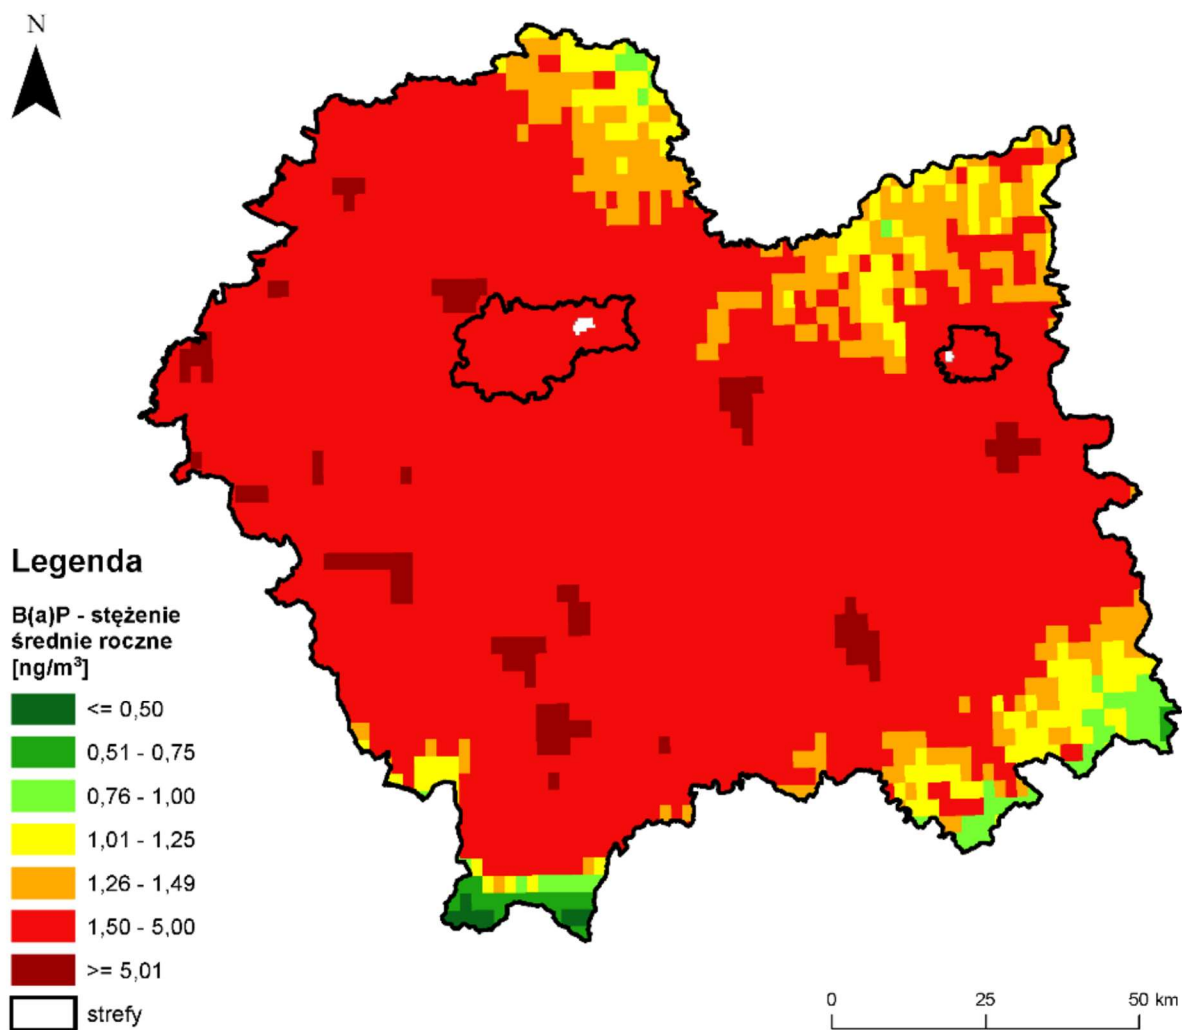 N
Legenda
B(a)P - stężenie
średnie roczne
[ng/m³]
<= 0,50
0,51 - 0,75
0,76 - 1,00
1,01 - 1,25
1,26 - 1,49
1,50 - 5,00
>= 5,01
strefy
0 25 50 km